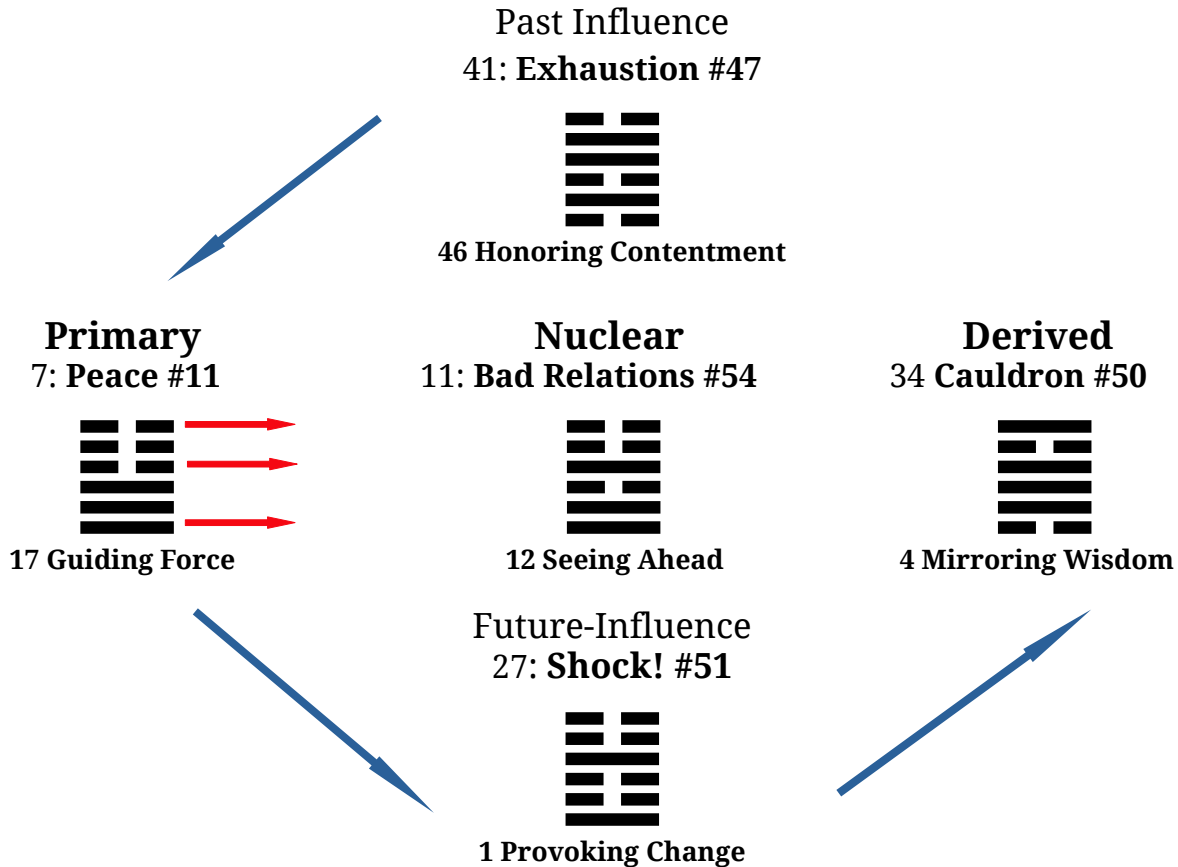 Past Influence
41: Exhaustion #47
46 Honoring Contentment
Primary
7: Peace #11
17 Guiding Force
Nuclear
11: Bad Relations #54
12 Seeing Ahead
Derived
34 Cauldron #50
4 Mirroring Wisdom
Future-Influence
27: Shock! #51
1 Provoking Change